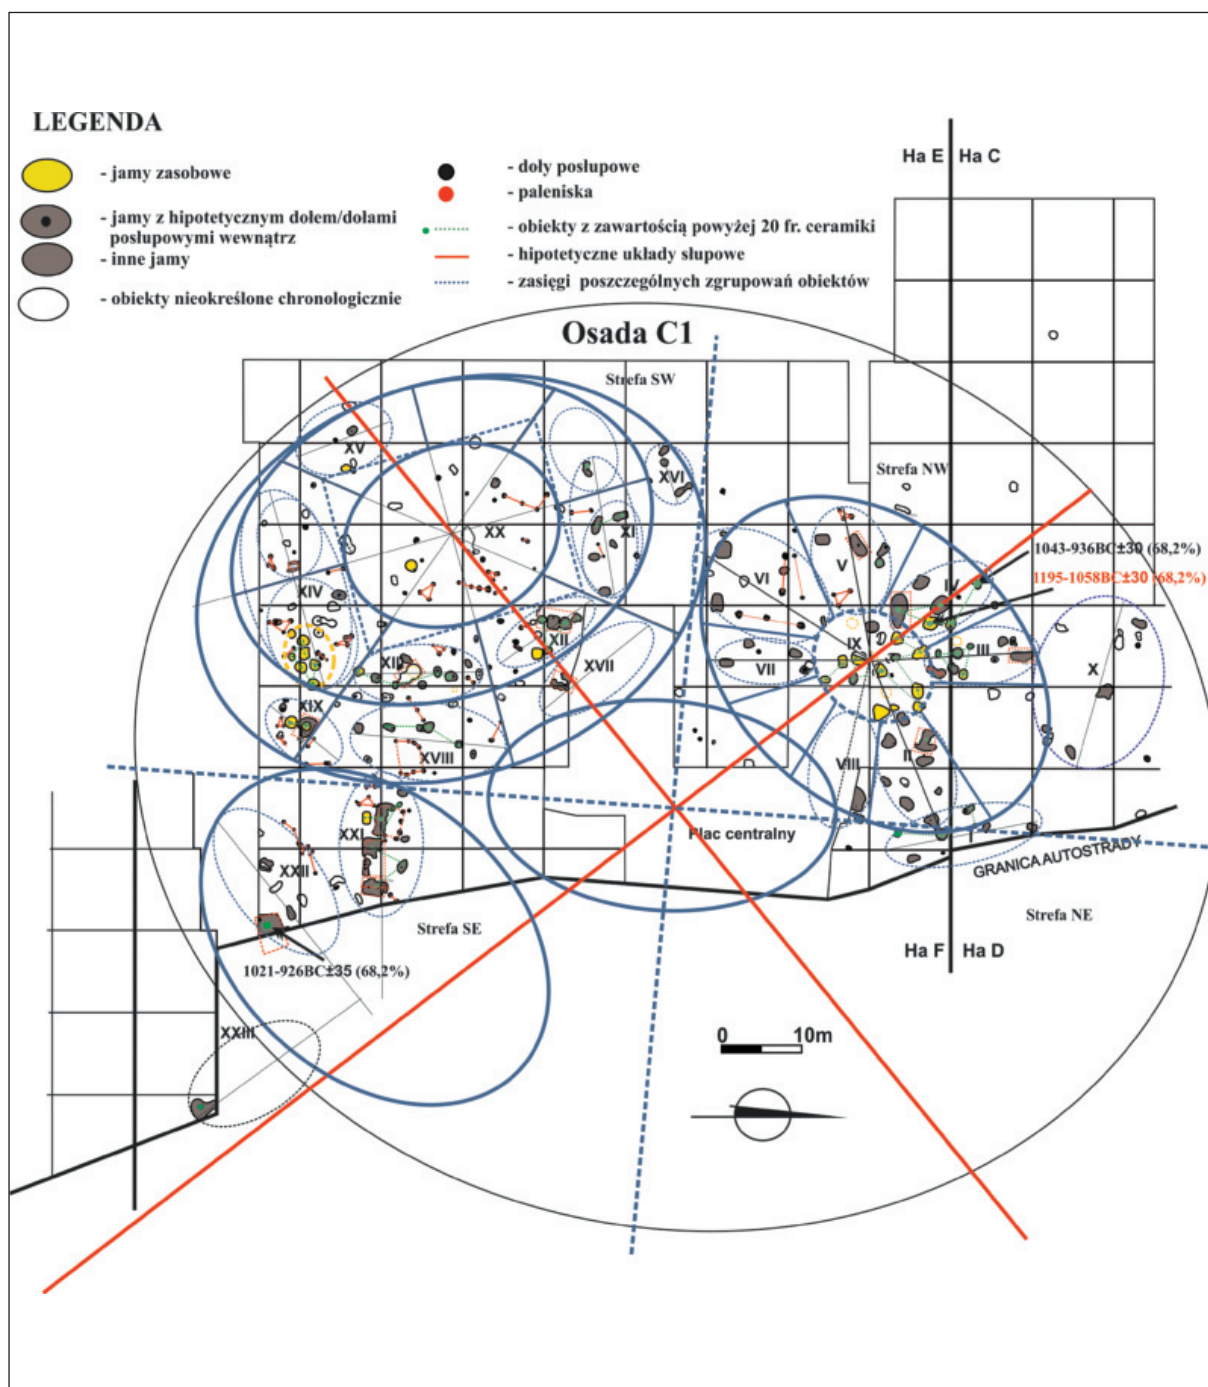 LEGENDA
- jamy zasobowe
- jamy z hipotetycznym dołem/dołami
posłupowymi wewnątrz
- inne jamy
- obiekty nieokreślone chronologicznie
- doły posłupowe
- paleniska
- obiekty z zawartością powyżej 20 fr. ceramiki
- hipotetyczne układy słupowe
- zasięgi poszczególnych zgrupowań obiektów
Ha E
Ha C
Osada C1
Strefa SW
Strefa NW
XV
XVI
XX
XI
V
VI
IV
1043-936BC±30 (68,2%)
1195-1058BC±30 (68,2%)
XIV
XII
XIII
XVII
VII
IX
III
X
XIX
XVIII
II
VIII
XXI
Plac centralny
I
GRANICA AUTOSTRADY
XXII
Strefa SE
Strefa NE
Ha F
Ha D
1021-926BC±35 (68,2%)
XXIII
0
10m